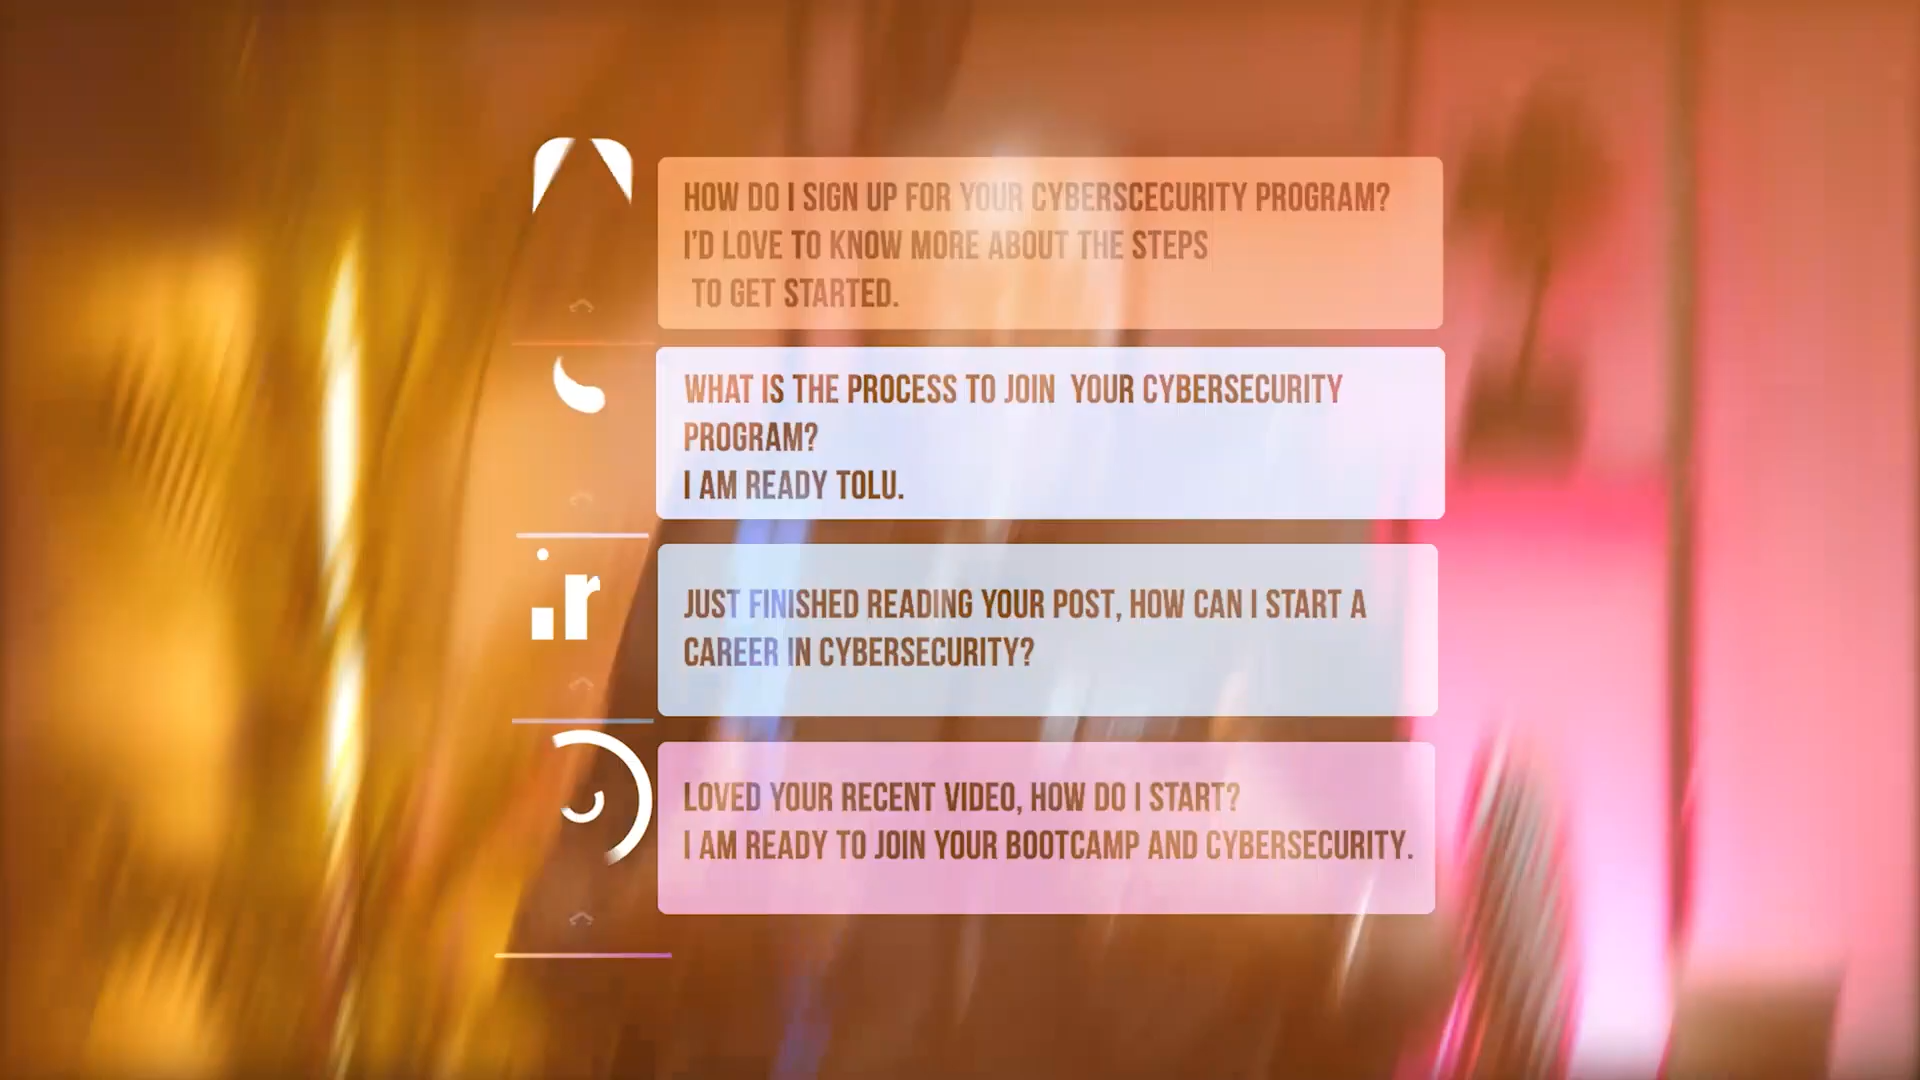 HOW DO I SIGN UP FOR YOUR CYBERSCECURITY PROGRAM?
I'D LOVE TO KNOW MORE ABOUT THE STEPS
TO GET STARTED.
WHAT IS THE PROCESS TO JOIN YOUR CYBERSECURITY
PROGRAM?
I AM READY TOLU.
JUST FINISHED READING YOUR POST, HOW CAN I START A
CAREER IN CYBERSECURITY?
LOVED YOUR RECENT VIDEO, HOW DO I START?
I AM READY TO JOIN YOUR BOOTCAMP AND CYBERSECURITY.